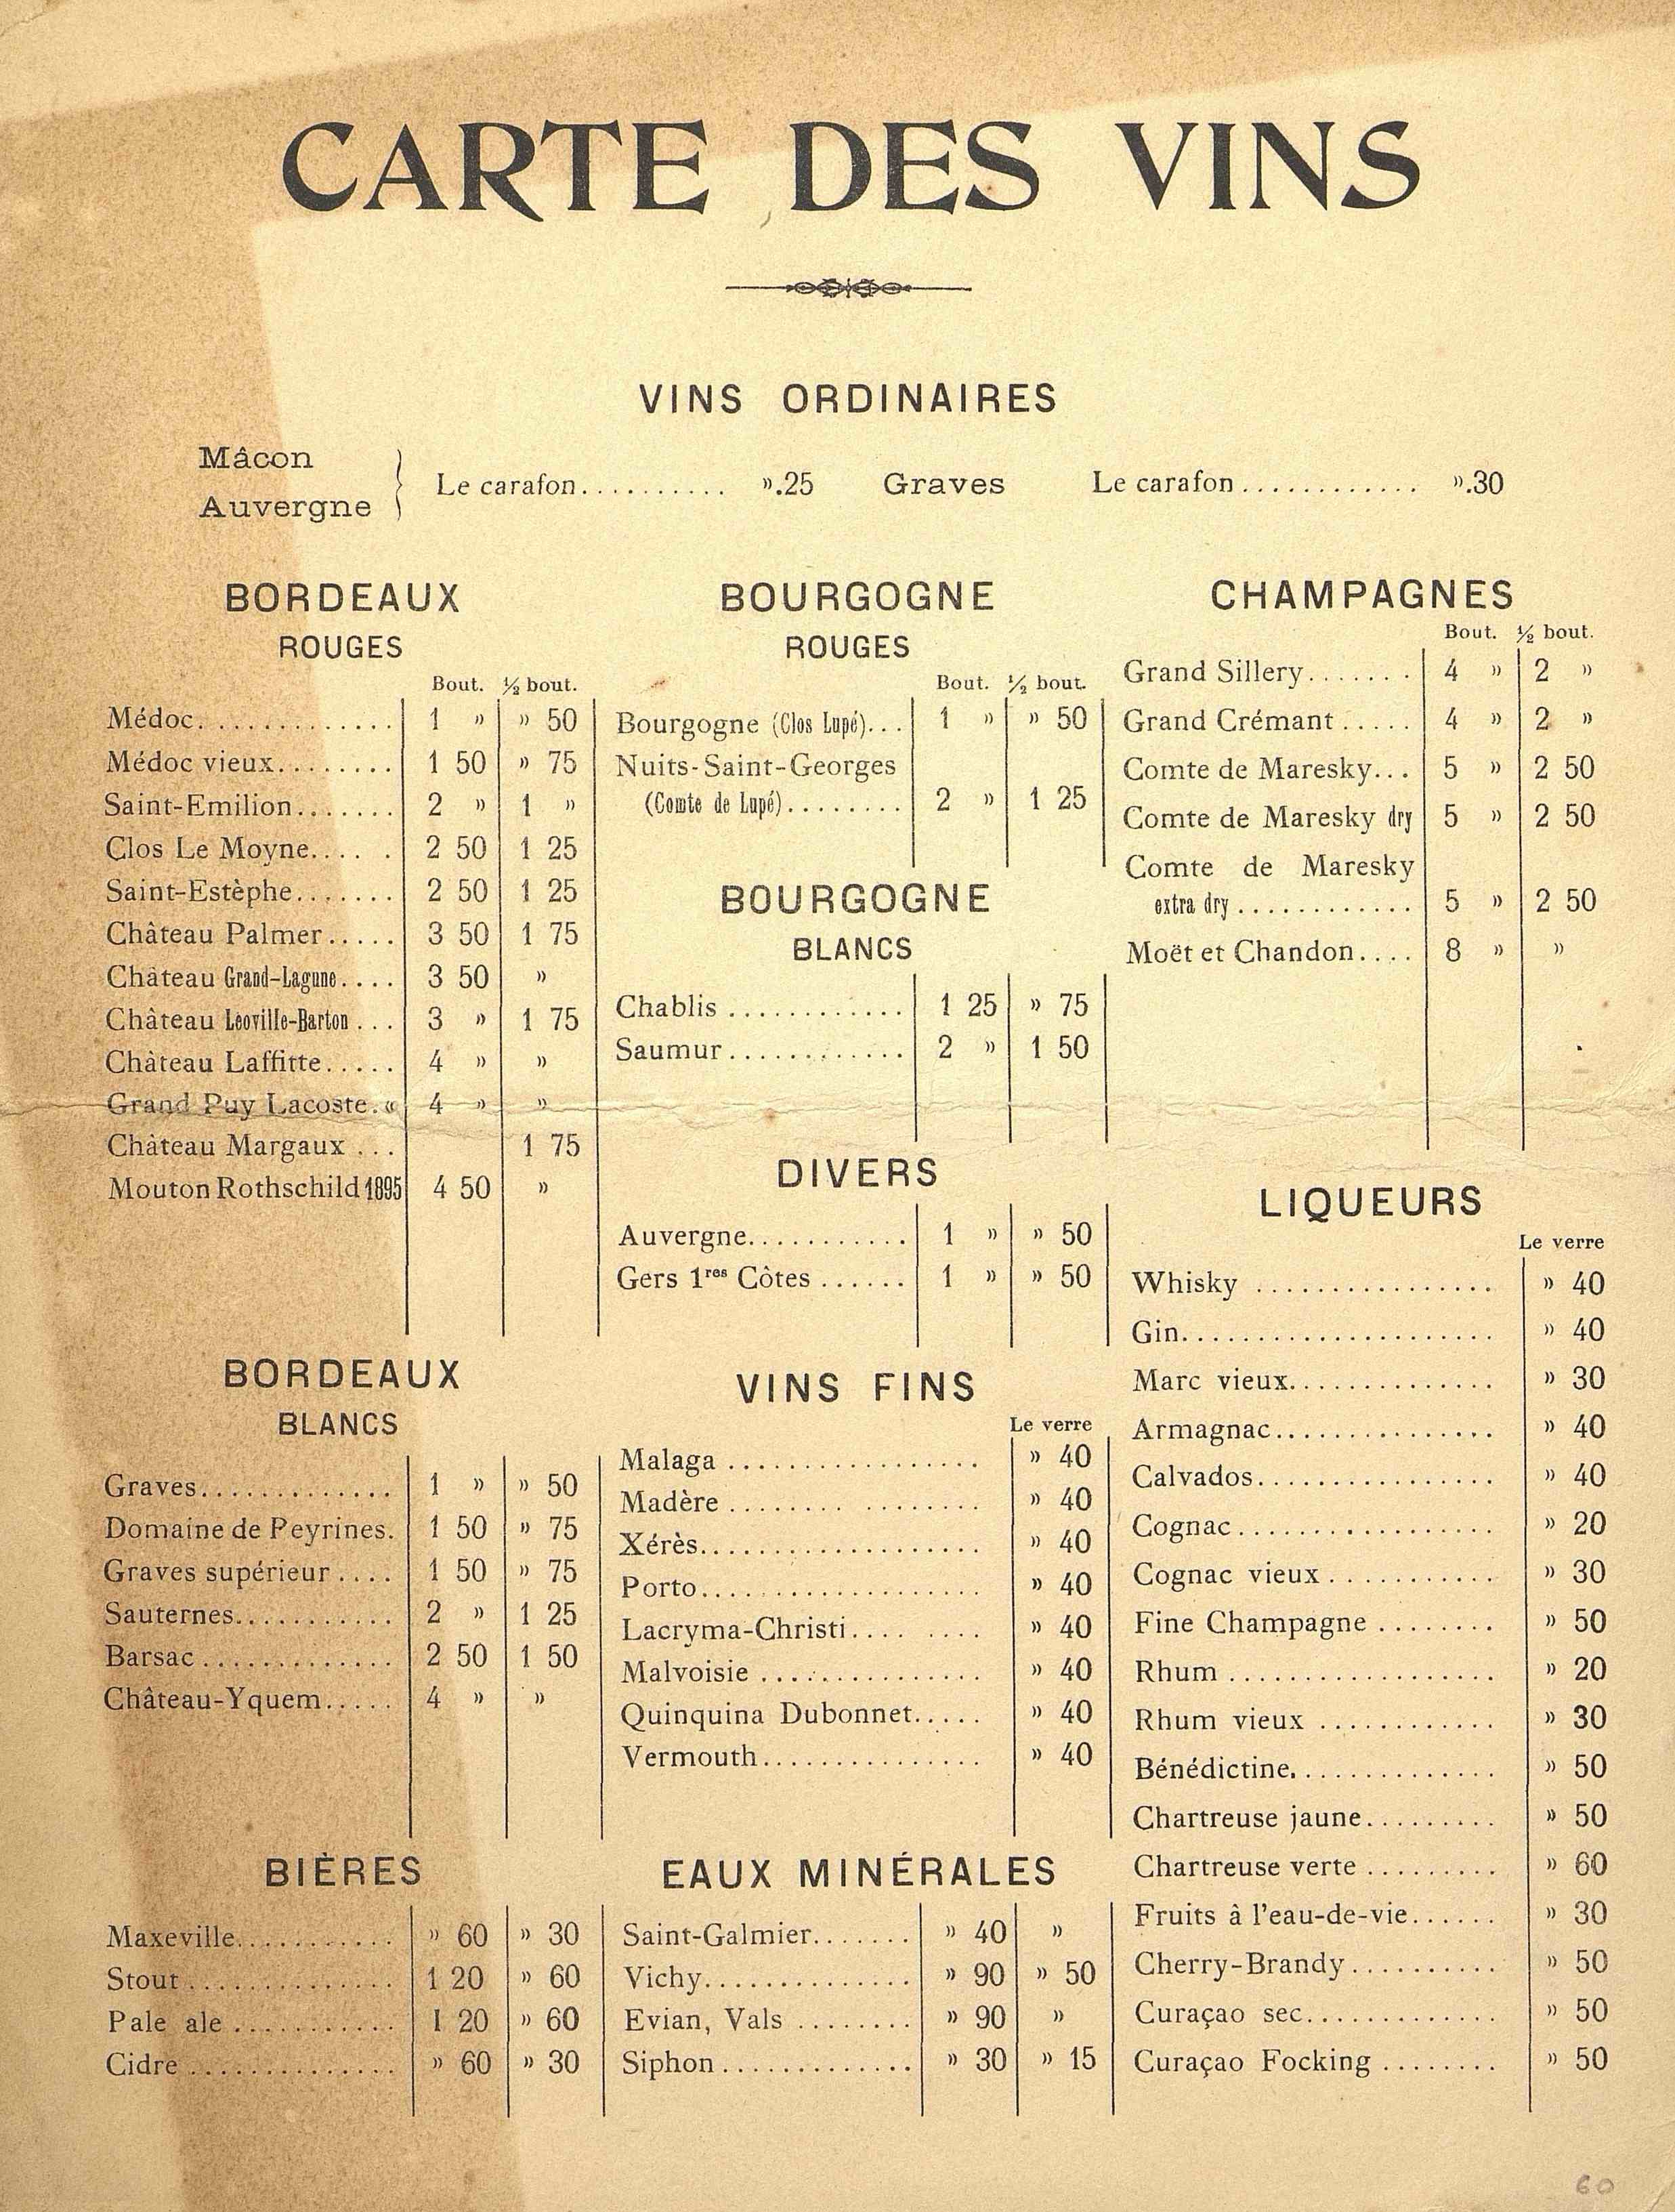 CARTE DES VINS
VINS ORDINAIRES
Mâcon
Auvergne
Le carafon.......... ».25
Graves Le carafon............ ».30
BORDEAUX
ROUGES
Bout. ½ bout.
Médoc............. 1 » » 50
Médoc vieux........ 1 50 » 75
Saint-Emilion....... 2 » 1 »
Clos Le Moyne.... . 2 50 1 25
Saint-Estèphe....... 2 50 1 25
Château Palmer..... 3 50 1 75
Château Grand-Lagune.... 3 50 »
Château Léoville-Barton... 3 » 1 75
Château Laffitte..... 4 » »
Grand Puy Lacoste.« 4 » »
Château Margaux ... 1 75
Mouton Rothschild 1895 4 50 »
BORDEAUX
BLANCS
Graves............. 1 » » 50
Domaine de Peyrines. 1 50 » 75
Graves supérieur.... 1 50 » 75
Sauternes........... 2 » 1 25
Barsac............. 2 50 1 50
Château-Yquem..... 4 » »
BIÈRES
Maxeville........... » 60 » 30
Stout.............. 1 20 » 60
Pale ale........... 1 20 » 60
Cidre.............. » 60 » 30
BOURGOGNE
ROUGES
Bout. ½ bout.
Bourgogne (Clos Lupé)... 1 » » 50
Nuits-Saint-Georges
(Comte de Lupé)........ 2 » 1 25
BOURGOGNE
BLANCS
Chablis............ 1 25 » 75
Saumur............ 2 » 1 50
DIVERS
Auvergne........... 1 » » 50
Gers 1res Côtes...... 1 » » 50
VINS FINS
Le verre
Malaga................. » 40
Madère........ ........ » 40
Xérès................... » 40
Porto................... » 40
Lacryma-Christi.... .... » 40
Malvoisie............... » 40
Quinquina Dubonnet..... » 40
Vermouth............... » 40
EAUX MINÉRALES
Saint-Galmier....... » 40 »
Vichy.............. » 90 » 50
Evian, Vals........ » 90 »
Siphon............. » 30 » 15
CHAMPAGNES
Bout. ½ bout.
Grand Sillery....... 4 » 2 »
Grand Crémant..... 4 » 2 »
Comte de Maresky... 5 » 2 50
Comte de Maresky dry 5 » 2 50
Comte de Maresky
extra dry............ 5 » 2 50
Moët et Chandon.... 8 » »
LIQUEURS
Le verre
Whisky................ » 40
Gin..................... » 40
Marc vieux.............. » 30
Armagnac............... » 40
Calvados................ » 40
Cognac.................. » 20
Cognac vieux............ » 30
Fine Champagne........ » 50
Rhum.................. » 20
Rhum vieux............ » 30
Bénédictine.............. » 50
Chartreuse jaune......... » 50
Chartreuse verte......... » 60
Fruits à l'eau-de-vie...... » 30
Cherry-Brandy.......... » 50
Curaçao sec............. » 50
Curaçao Focking........ » 50
60